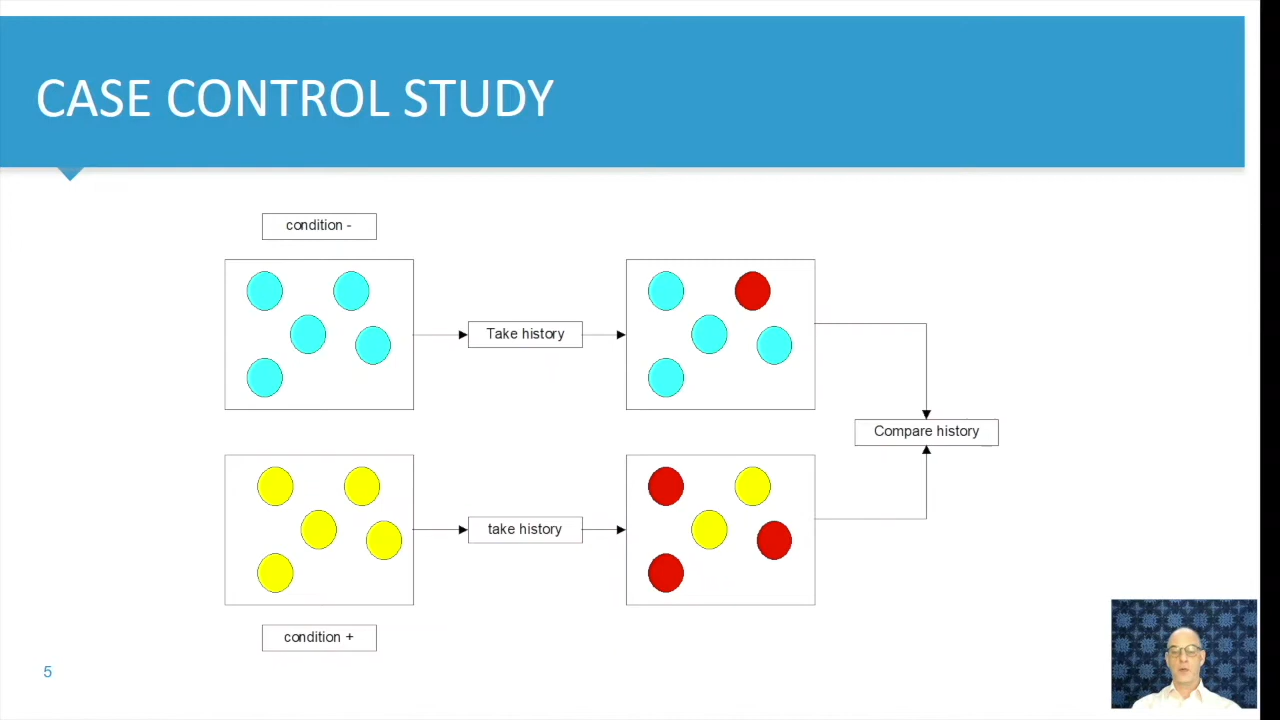 CASE CONTROL STUDY
condition -
Take history
Compare history
take history
condition +
5